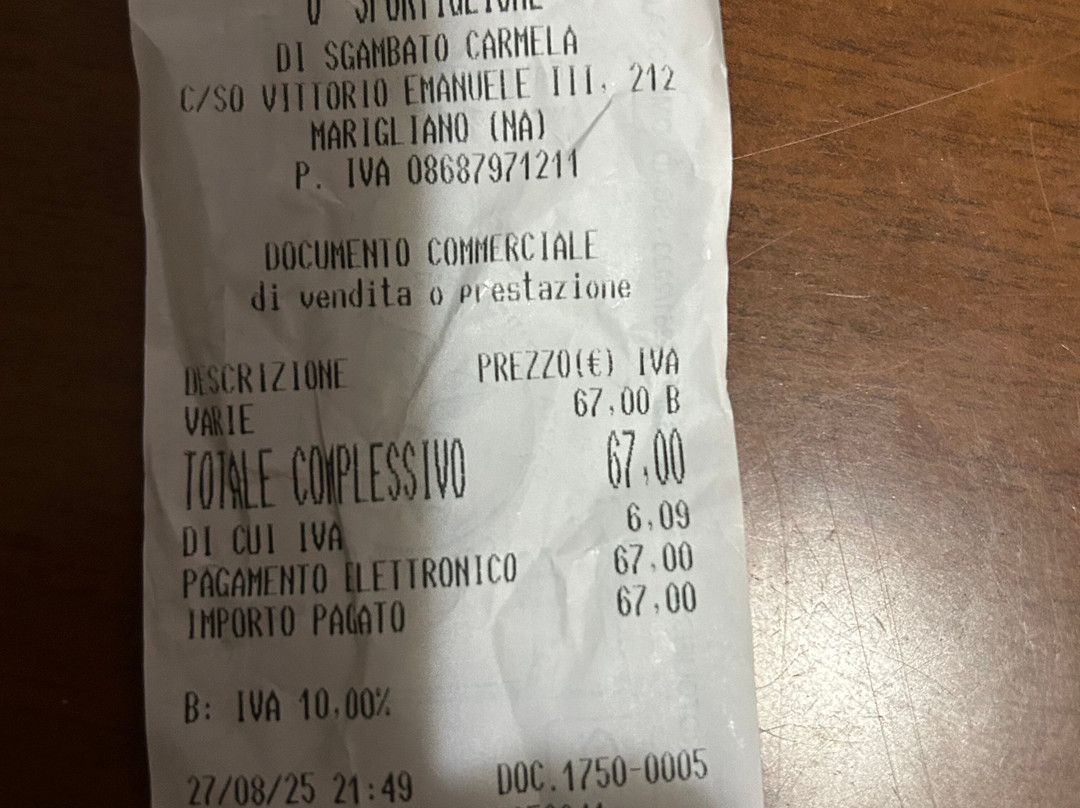 DI SGAMBATO CARMELA
C/SO VITTORIO EMANUELE III, 212
MARIGLIANO (NA)
P. IVA 08687971211
DOCUMENTO COMMERCIALE
di vendita o prestazione
DESCRIZIONE PREZZO(€) IVA
VARIE 67,00 B
TOTALE COMPLESSIVO 67,00
DI CUI IVA 6,09
PAGAMENTO ELETTRONICO 67,00
IMPORTO PAGATO 67,00
B: IVA 10,00%
27/08/25 21:49 DOC.1750-0005